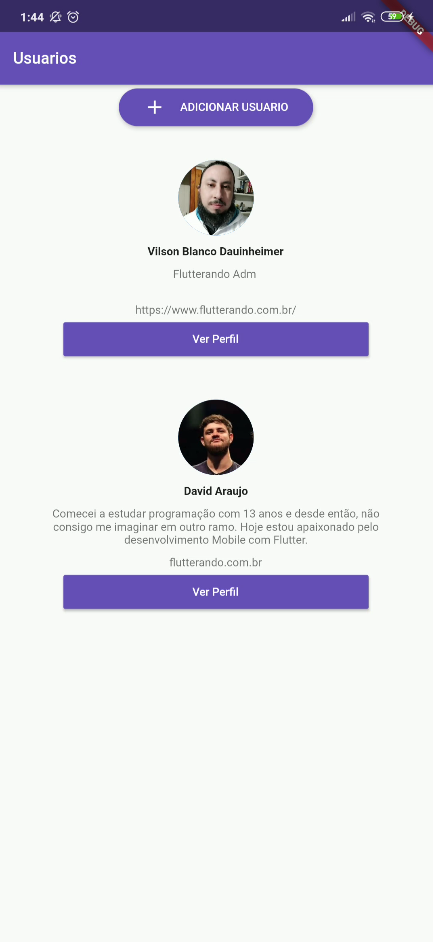 1:44
59
DEBUG
Usuarios
ADICIONAR USUARIO
Vilson Blanco Dauinheimer
Flutterando Adm
https://www.flutterando.com.br/
Ver Perfil
David Araujo
Comecei a estudar programação com 13 anos e desde então, não
consigo me imaginar em outro ramo. Hoje estou apaixonado pelo
desenvolvimento Mobile com Flutter.
flutterando.com.br
Ver Perfil